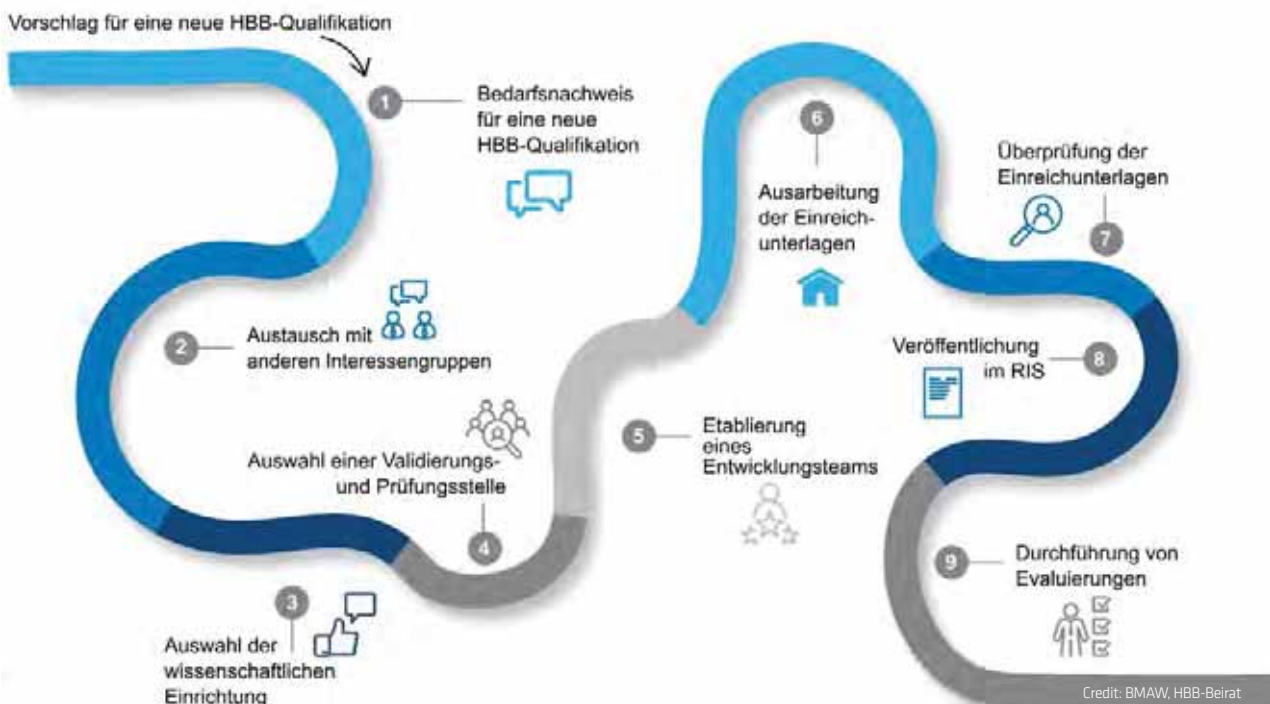 Vorschlag für eine neue HBB-Qualifikation
1
Bedarfsnachweis
für eine neue
HBB-Qualifikation
2
Austausch mit
anderen Interessengruppen
3
Auswahl der
wissenschaftlichen
Einrichtung
Auswahl einer Validierungs-
und Prüfungsstelle
4
5
Etablierung
eines
Entwicklungsteams
6
Ausarbeitung
der Einreich-
unterlagen
Überprüfung der
Einreichunterlagen
7
Veröffentlichung
im RIS
8
9
Durchführung von
Evaluierungen
Credit: BMAW, HBB-Beirat